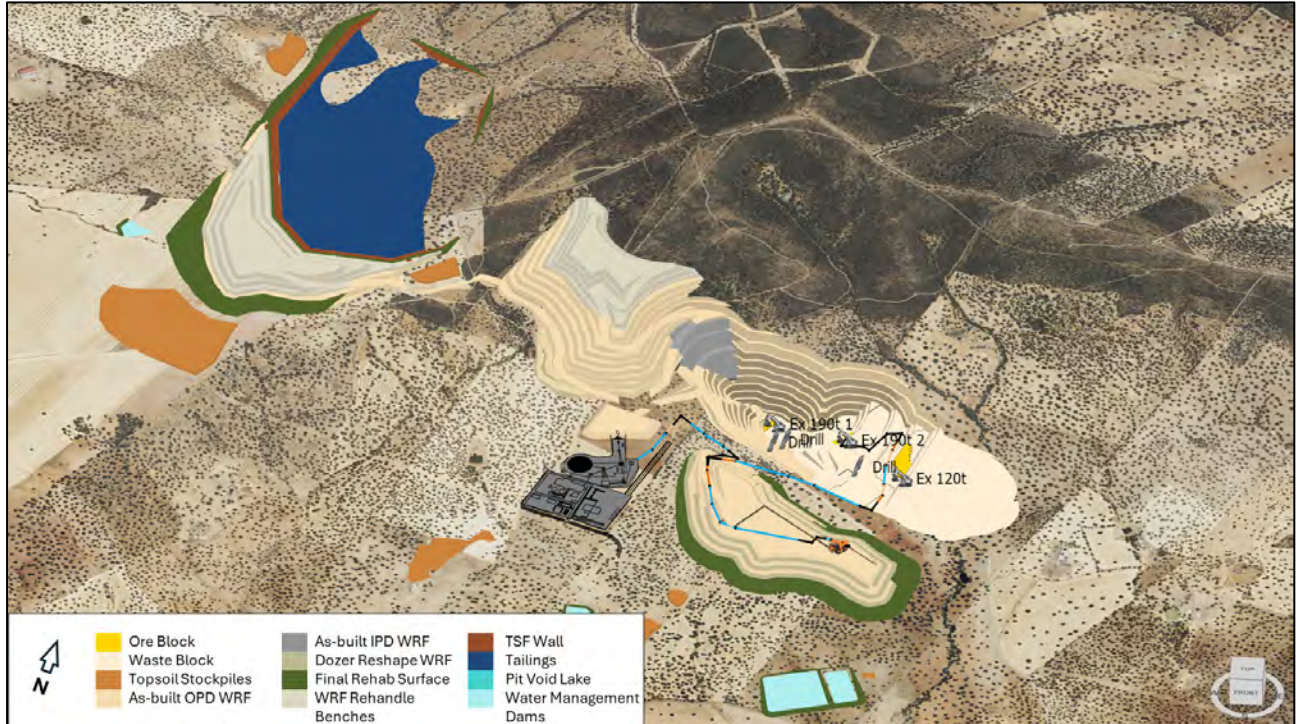 Ex 190t 1
Drill
Drill
Ex 190t 2
Drill
Ex 120t
N
Ore Block
Waste Block
Topsoil Stockpiles
As-built OPD WRF
As-built IPD WRF
Dozer Reshape WRF
Final Rehab Surface
WRF Rehandle
Benches
TSF Wall
Tailings
Pit Void Lake
Water Management
Dams
TOP
FRONT